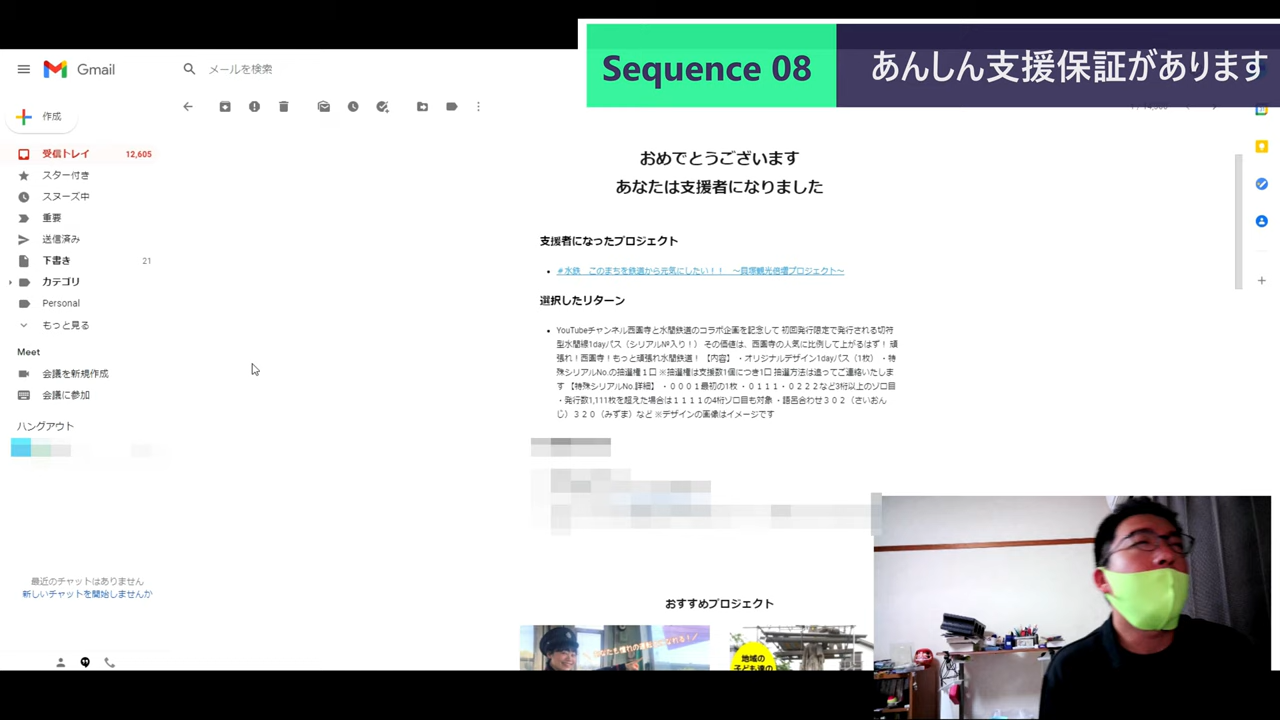 Sequence 08
あんしん支援保証があります
Gmail
メールを検索
作成
受信トレイ 12,605
スター付き
スヌーズ中
重要
送信済み
下書き 21
カテゴリ
Personal
もっと見る
Meet
会議を新規作成
会議に参加
ハングアウト
最近のチャットはありません
新しいチャットを開始しませんか
おめでとうございます
あなたは支援者になりました
支援者になったプロジェクト
#水鉄 このまちを鉄道から元気にしたい!! ～貝塚観光倍増プロジェクト～
選択したリターン
YouTubeチャンネル西園寺と水間鉄道のコラボ企画を記念して 初回発行限定で発行される切符
型水間線1dayパス（シリアル№入り！） その価値は、西園寺の人気に比例して上がるはず！ 頑
張れ！西園寺！もっと頑張れ水間鉄道！ 【内容】 ・オリジナルデザイン1dayパス（1枚） ・特
殊シリアルNo.の抽選権１口 ※抽選権は支援数1個につき1口 抽選方法は追ってご連絡いたしま
す 【特殊シリアルNo.詳細】 ・０００１最初の1枚 ・０１１１・０２２２など3桁以上のゾロ目
・発行数1,111枚を超えた場合は１１１１の4桁ゾロ目も対象 ・語呂合わせ３０２（さいおん
じ）３２０（みずま）など ※デザインの画像はイメージです
おすすめプロジェクト
地域の
子ども達の